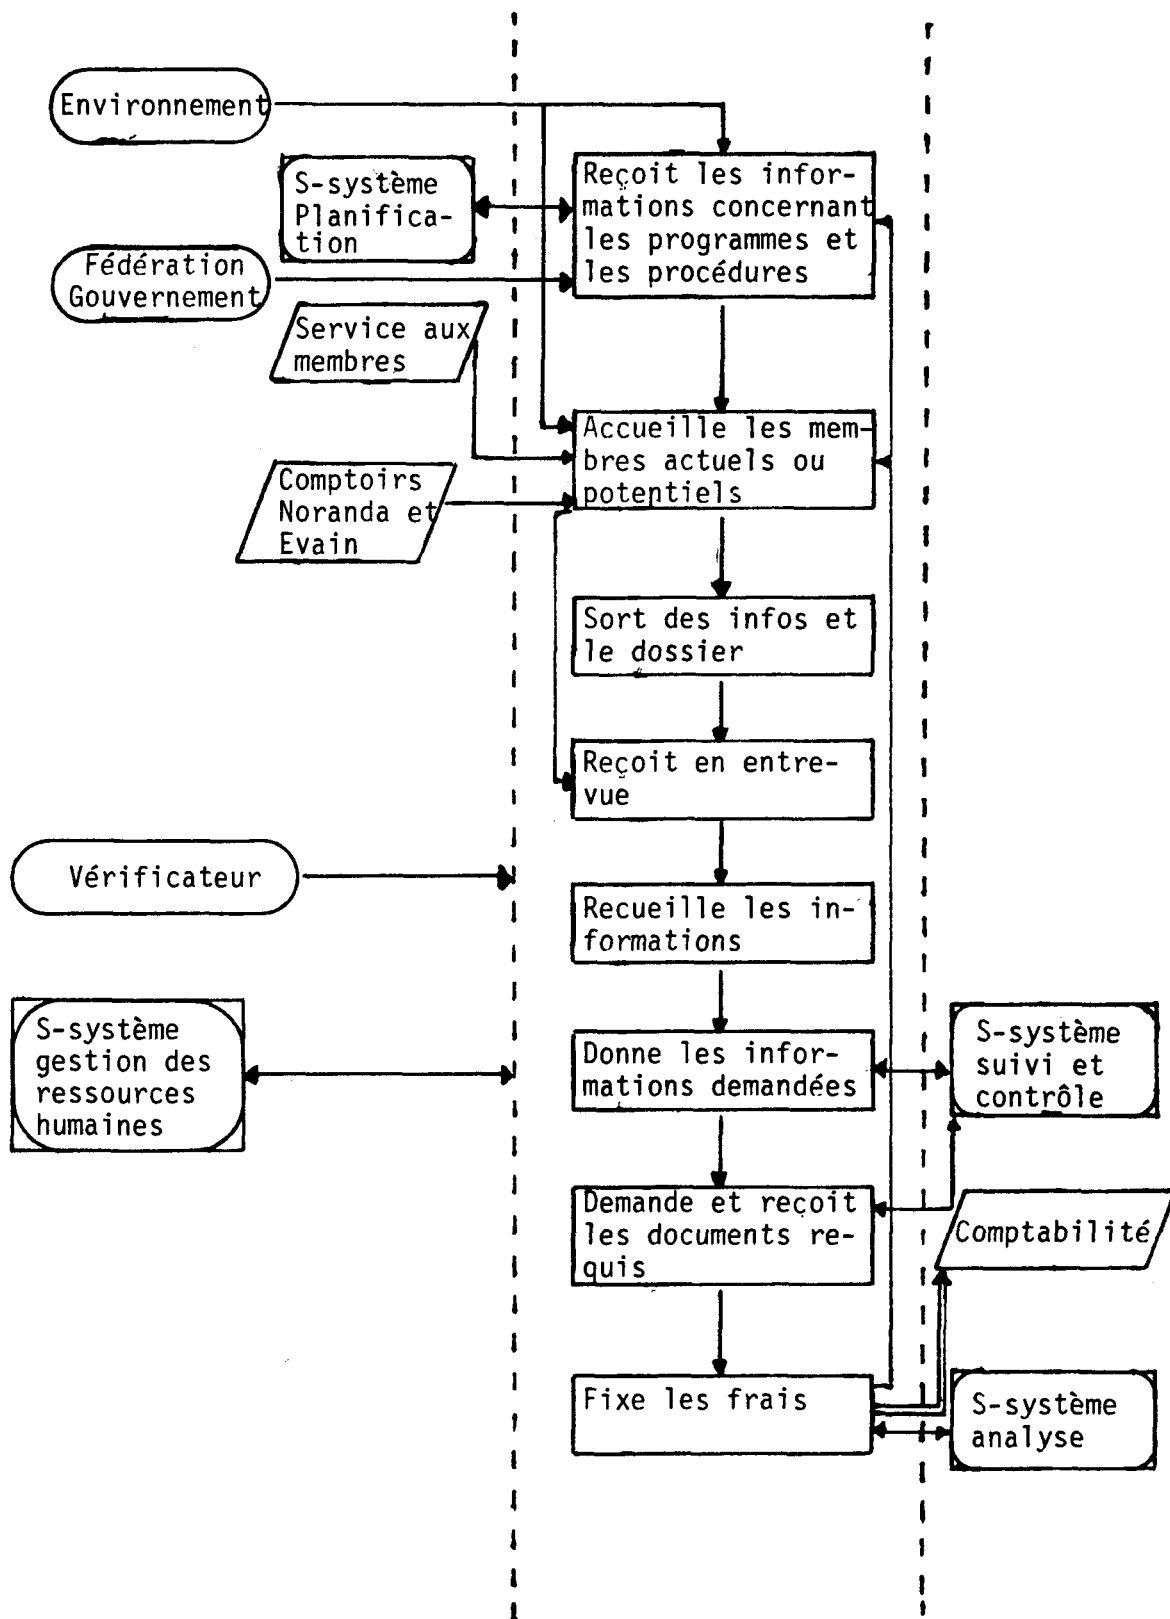 Environnement
S-système
Planifica-
tion
Reçoit les infor-
mations concernant
les programmes et
les procédures
Fédération
Gouvernement
Service aux
membres
Accueille les mem-
bres actuels ou
potentiels
Comptoirs
Noranda et
Evain
Sort des infos et
le dossier
Reçoit en entre-
vue
Vérificateur
Recueille les in-
formations
S-système
gestion des
ressources
humaines
Donne les infor-
mations demandées
S-système
suivi et
contrôle
Demande et reçoit
les documents re-
quis
Comptabilité
Fixe les frais
S-système
analyse